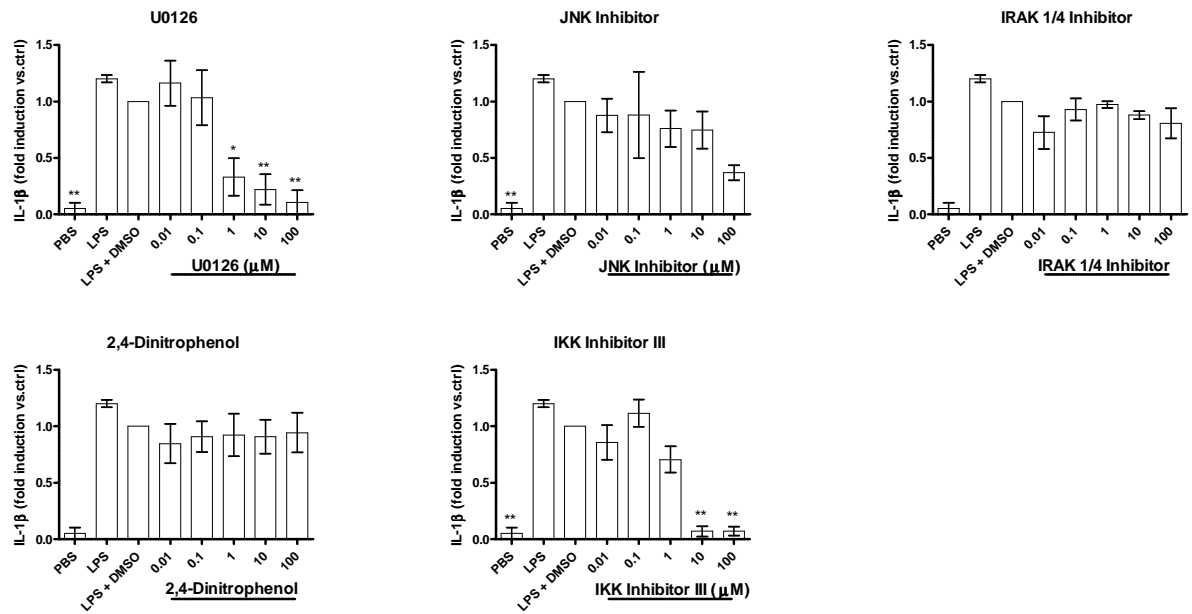 U0126
IL-1β (fold induction vs.ctrl)
1.5
1.0
0.5
0.0
**
*
**
**
PBS
LPS
LPS + DMSO
0.01
0.1
1
10
100
U0126 (μM)
JNK Inhibitor
IL-1β (fold induction vs.ctrl)
1.5
1.0
0.5
0.0
**
PBS
LPS
LPS + DMSO
0.01
0.1
1
10
100
JNK Inhibitor (μM)
IRAK 1/4 Inhibitor
IL-1β (fold induction vs.ctrl)
1.5
1.0
0.5
0.0
PBS
LPS
LPS + DMSO
0.01
0.1
1
10
100
IRAK 1/4 Inhibitor
2,4-Dinitrophenol
IL-1β (fold induction vs.ctrl)
1.5
1.0
0.5
0.0
PBS
LPS
LPS + DMSO
0.01
0.1
1
10
100
2,4-Dinitrophenol
IKK Inhibitor III
IL-1β (fold induction vs.ctrl)
1.5
1.0
0.5
0.0
**
**
**
PBS
LPS
LPS + DMSO
0.01
0.1
1
10
100
IKK Inhibitor III (μM)